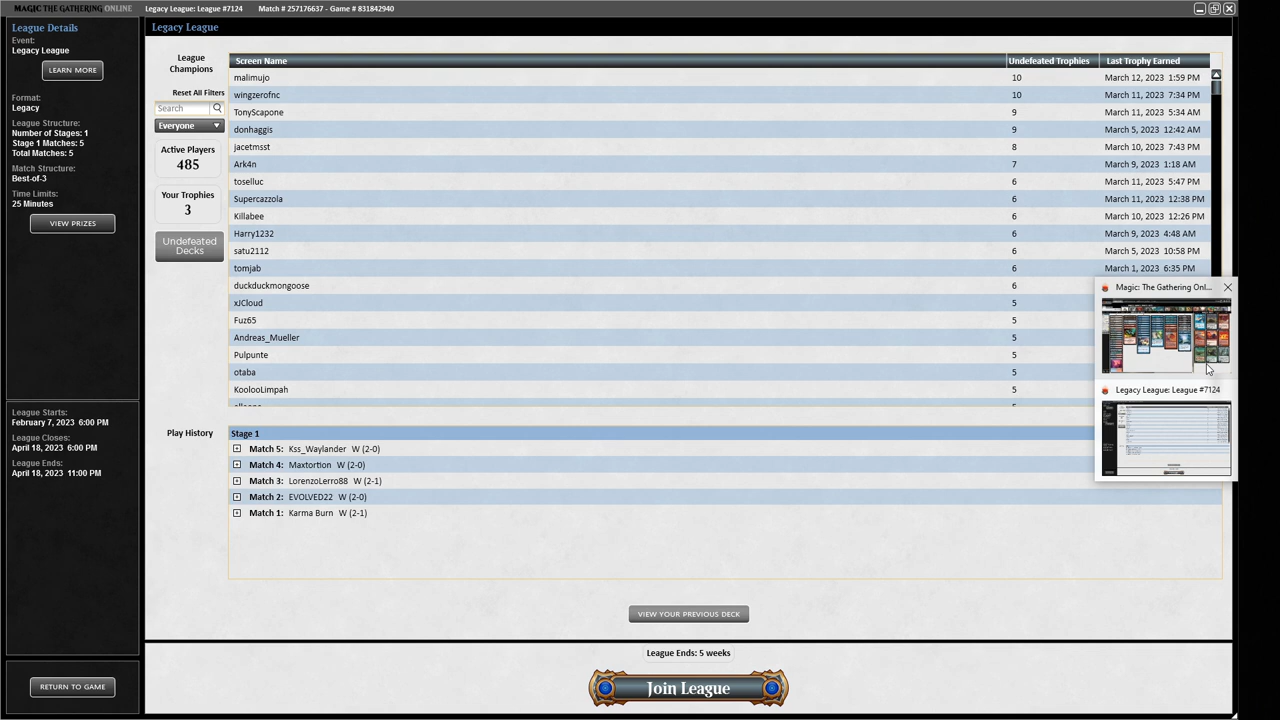 MAGIC THE GATHERING ONLINE Legacy League: League #7124 Match # 257176637 - Game # 831842940
League Details
Event:
Legacy League
LEARN MORE
Format:
Legacy
League Structure:
Number of Stages: 1
Stage 1 Matches: 5
Total Matches: 5
Match Structure:
Best-of-3
Time Limits:
25 Minutes
VIEW PRIZES
League Starts:
February 7, 2023 6:00 PM
League Closes:
April 18, 2023 6:00 PM
League Ends:
April 18, 2023 11:00 PM
RETURN TO GAME
Legacy League
League
Champions
Reset All Filters
Search
Everyone
Active Players
485
Your Trophies
3
Undefeated
Decks
Screen Name Undefeated Trophies Last Trophy Earned
malimujo 10 March 12, 2023 1:59 PM
wingzerofnc 10 March 11, 2023 7:34 PM
TonyScapone 9 March 11, 2023 5:34 AM
donhaggis 9 March 5, 2023 12:42 AM
jacetmsst 8 March 10, 2023 7:43 PM
Ark4n 7 March 9, 2023 1:18 AM
toselluc 6 March 11, 2023 5:47 PM
Supercazzola 6 March 11, 2023 12:38 PM
Killabee 6 March 10, 2023 12:26 PM
Harry1232 6 March 9, 2023 4:48 AM
satu2112 6 March 5, 2023 10:58 PM
tomjab 6 March 1, 2023 6:35 PM
duckduckmongoose 6
xJCloud 5
Fuz65 5
Andreas_Mueller 5
Pulpunte 5
otaba 5
KoolooLimpah 5
Magic: The Gathering Onl...
Legacy League: League #7124
Play History
Stage 1
Match 5: Kss_Waylander W (2-0)
Match 4: Maxtortion W (2-0)
Match 3: LorenzoLerro88 W (2-1)
Match 2: EVOLVED22 W (2-0)
Match 1: Karma Burn W (2-1)
VIEW YOUR PREVIOUS DECK
League Ends: 5 weeks
Join League